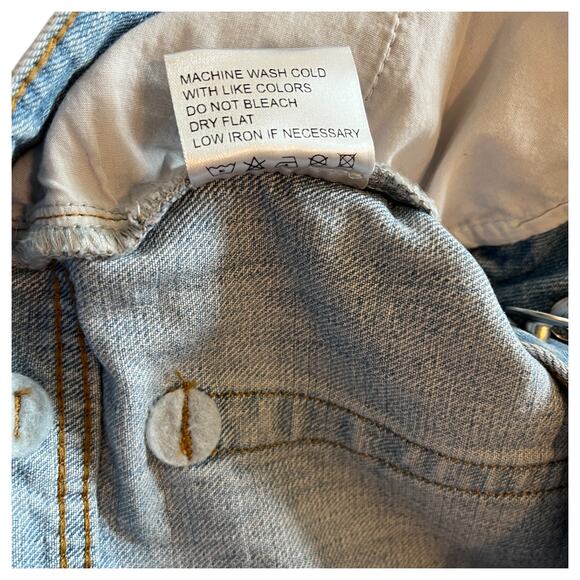 MACHINE WASH COLD
WITH LIKE COLORS
DO NOT BLEACH
DRY FLAT
LOW IRON IF NECESSARY